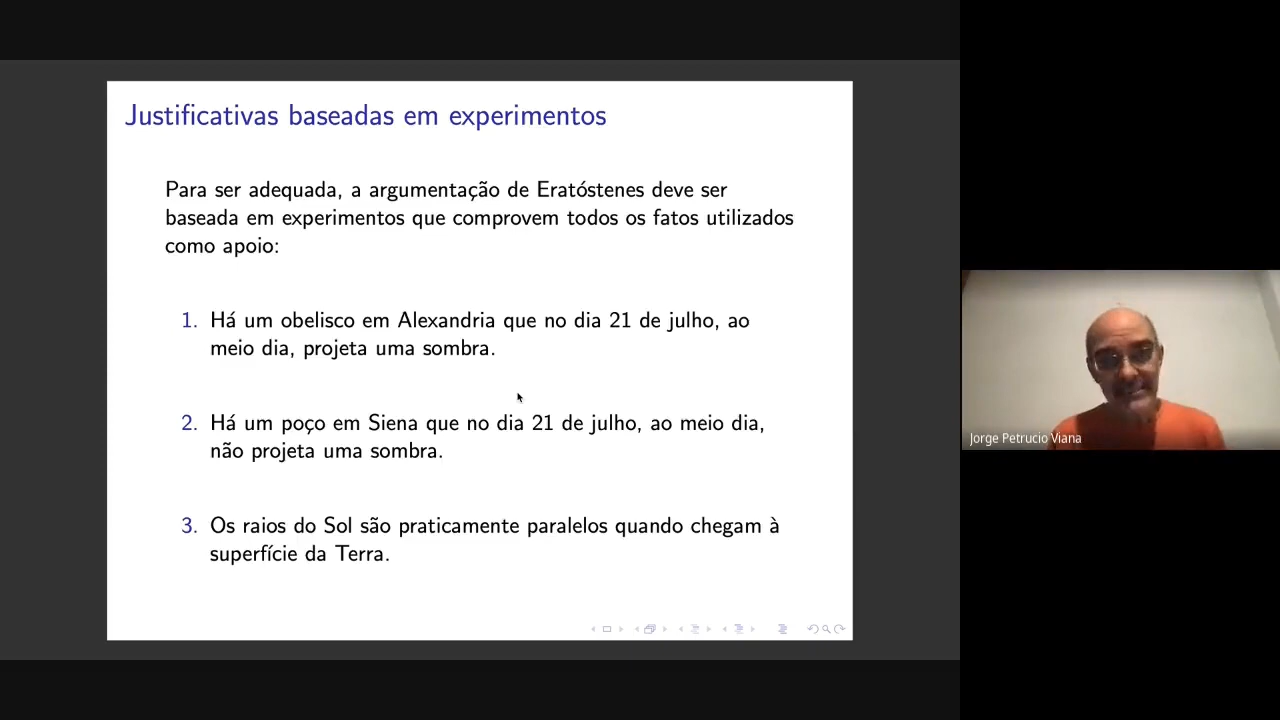 Justificativas baseadas em experimentos
Para ser adequada, a argumentação de Eratóstenes deve ser
baseada em experimentos que comprovem todos os fatos utilizados
como apoio:
1. Há um obelisco em Alexandria que no dia 21 de julho, ao
meio dia, projeta uma sombra.
2. Há um poço em Siena que no dia 21 de julho, ao meio dia,
não projeta uma sombra.
3. Os raios do Sol são praticamente paralelos quando chegam à
superfície da Terra.
Jorge Petrucio Viana